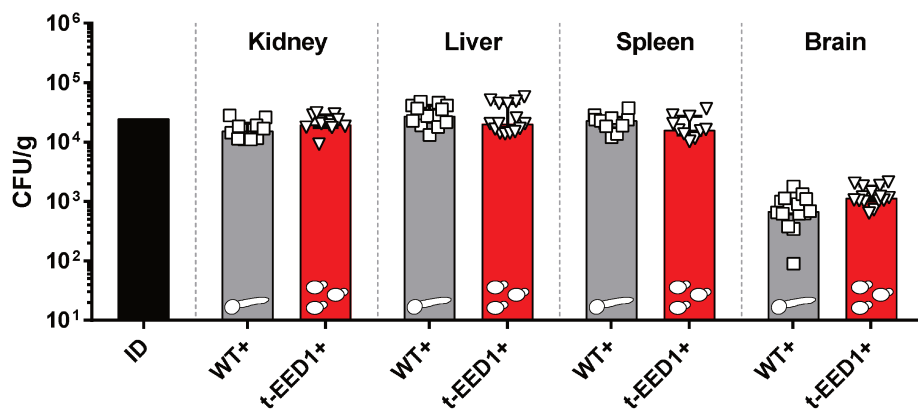 Kidney Liver Spleen Brain
CFU/g
10⁶
10⁵
10⁴
10³
10²
10¹
ID WT+ t-EED1+ WT+ t-EED1+ WT+ t-EED1+ WT+ t-EED1+